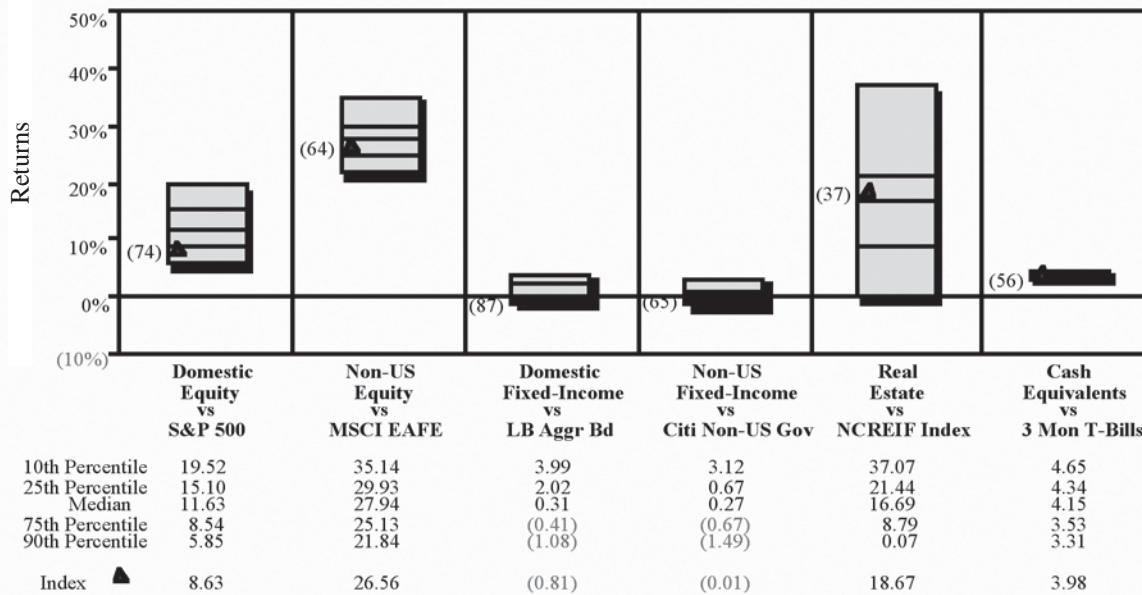 50%
40%
30%
20%
10%
0%
(10%)
Returns
(74)
(64)
(87)
(65)
(37)
(56)
Domestic Equity vs S&P 500
Non-US Equity vs MSCI EAFE
Domestic Fixed-Income vs LB Aggr Bd
Non-US Fixed-Income vs Citi Non-US Gov
Real Estate vs NCREIF Index
Cash Equivalents vs 3 Mon T-Bills
10th Percentile 19.52 35.14 3.99 3.12 37.07 4.65
25th Percentile 15.10 29.93 2.02 0.67 21.44 4.34
Median 11.63 27.94 0.31 0.27 16.69 4.15
75th Percentile 8.54 25.13 (0.41) (0.67) 8.79 3.53
90th Percentile 5.85 21.84 (1.08) (1.49) 0.07 3.31
Index 8.63 26.56 (0.81) (0.01) 18.67 3.98